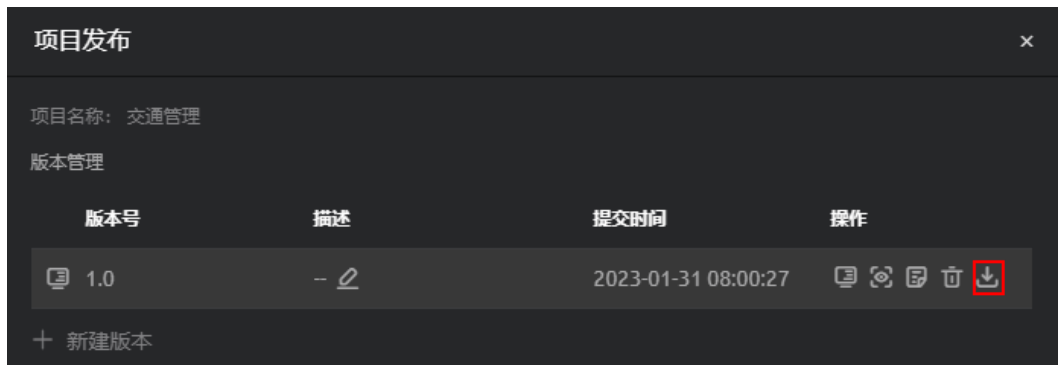 项目发布
项目名称: 交通管理
版本管理
版本号 描述 提交时间 操作
1.0 -- 2023-01-31 08:00:27
新建版本